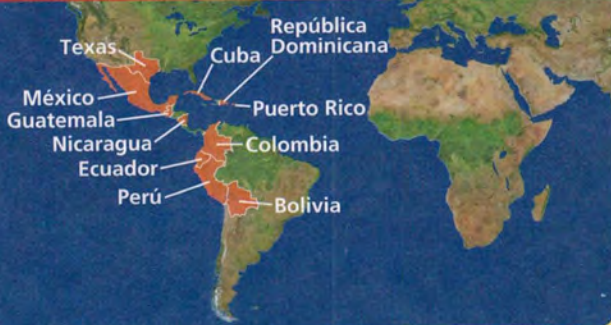 República
Dominicana
Texas
Cuba
México
Puerto Rico
Guatemala
Nicaragua
Colombia
Ecuador
Perú
Bolivia